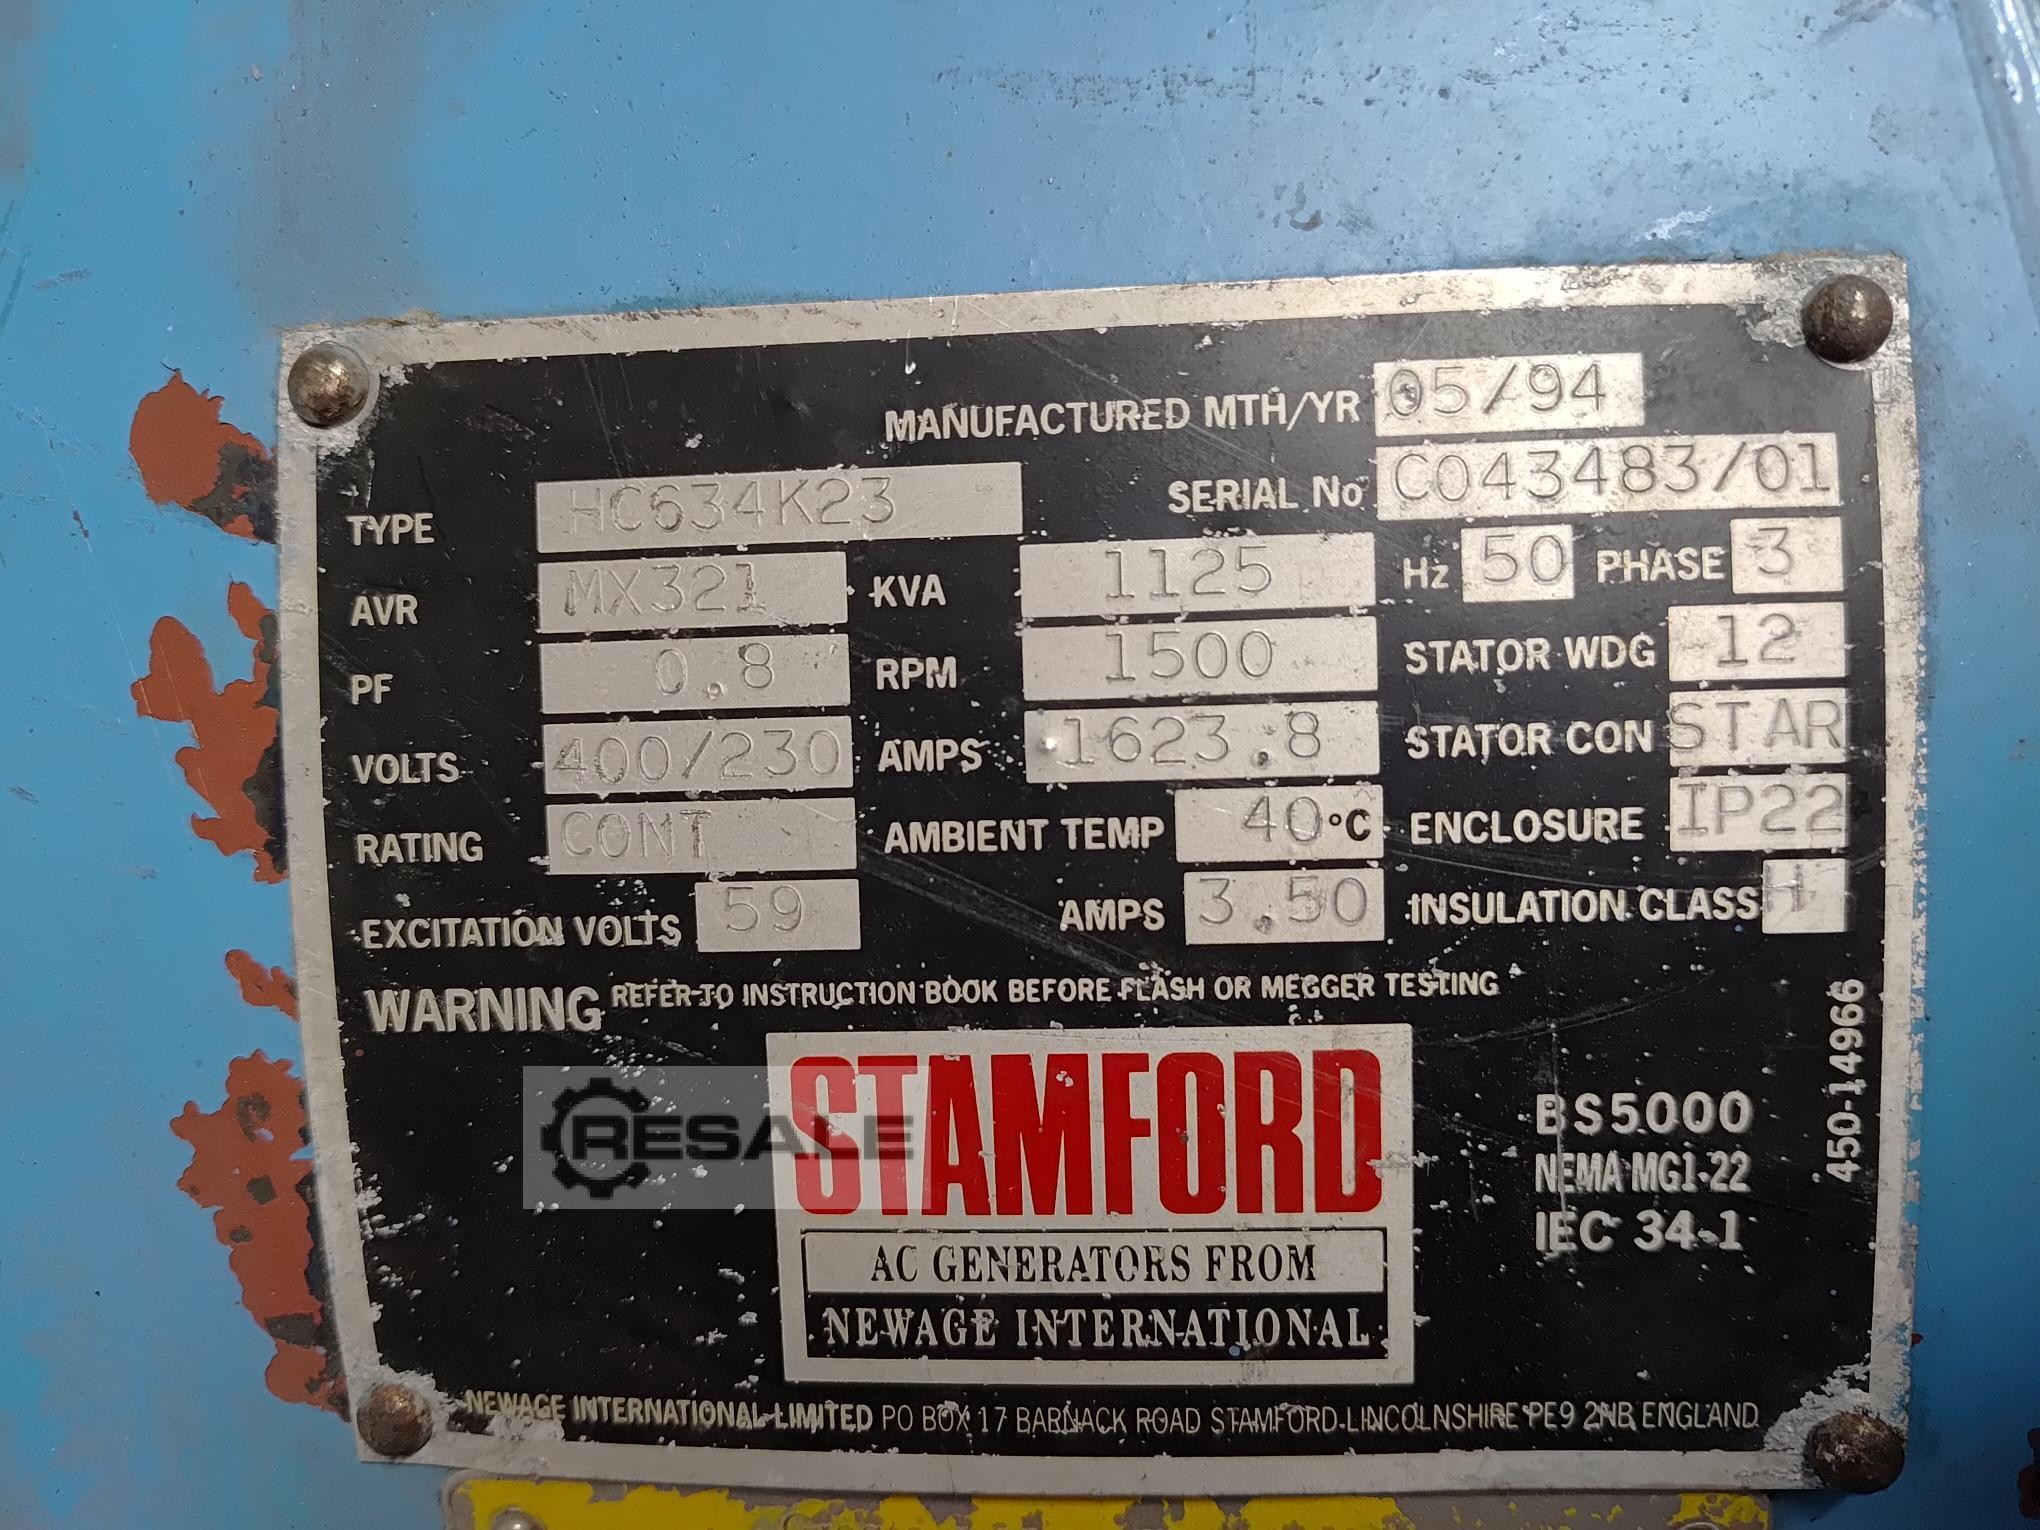 MANUFACTURED MTH/YR 05/94
TYPE HC634K23 SERIAL No C043483/01
AVR MX321 KVA 1125 Hz 50 PHASE 3
PF 0.8 RPM 1500 STATOR WDG 12
VOLTS 400/230 AMPS 1623.8 STATOR CON STAR
RATING CONT AMBIENT TEMP 40°C ENCLOSURE IP22
EXCITATION VOLTS 59 AMPS 3.50 INSULATION CLASS H
WARNING REFER TO INSTRUCTION BOOK BEFORE FLASH OR MEGGER TESTING
450-14966
RESALE
STAMFORD
AC GENERATORS FROM
NEWAGE INTERNATIONAL
BS5000
NEMA MG1-22
IEC 34-1
NEWAGE INTERNATIONAL LIMITED PO BOX 17 BARNACK ROAD STAMFORD LINCOLNSHIRE PE9 2NB ENGLAND